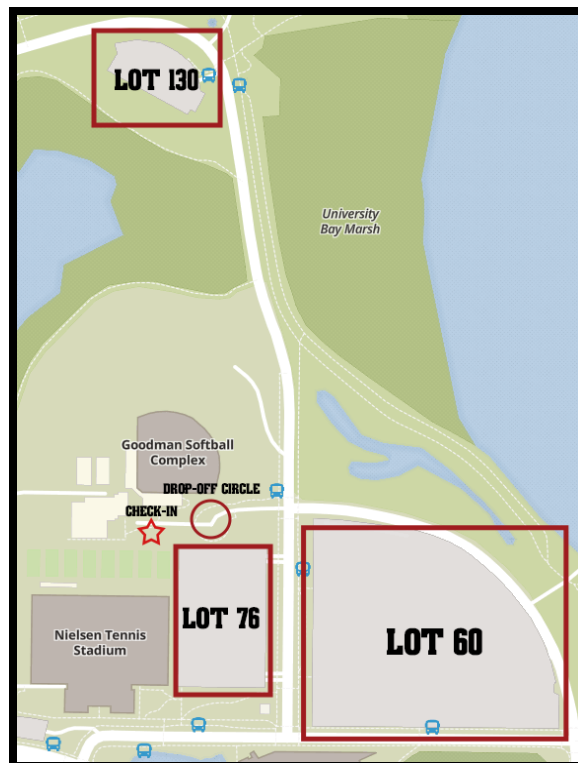 LOT 130
University
Bay Marsh
Goodman Softball
Complex
DROP-OFF CIRCLE
CHECK-IN
LOT 76
LOT 60
Nielsen Tennis
Stadium